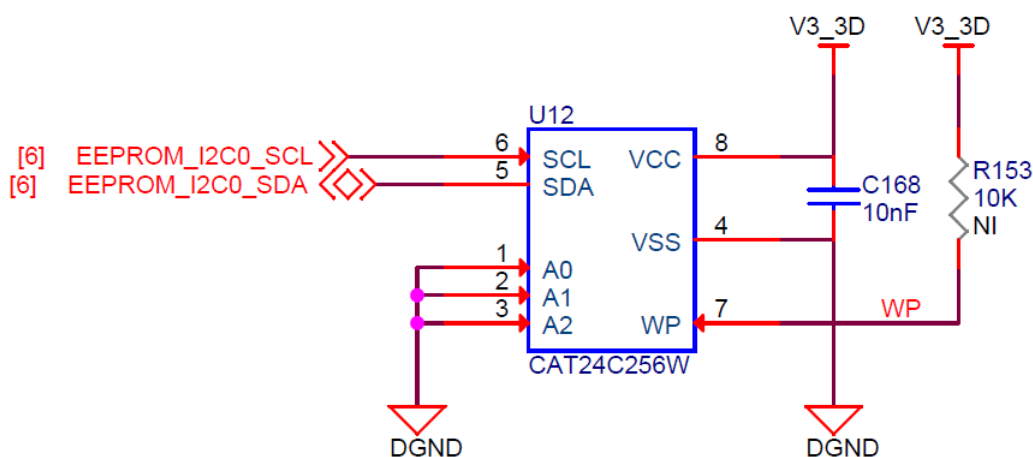 V3_3D V3_3D
U12
[6] EEPROM_I2C0_SCL 6 SCL VCC 8
[6] EEPROM_I2C0_SDA 5 SDA
C168
10nF
R153
10K
NI
VSS 4
1 A0
2 A1
3 A2 WP 7 WP
CAT24C256W
DGND DGND